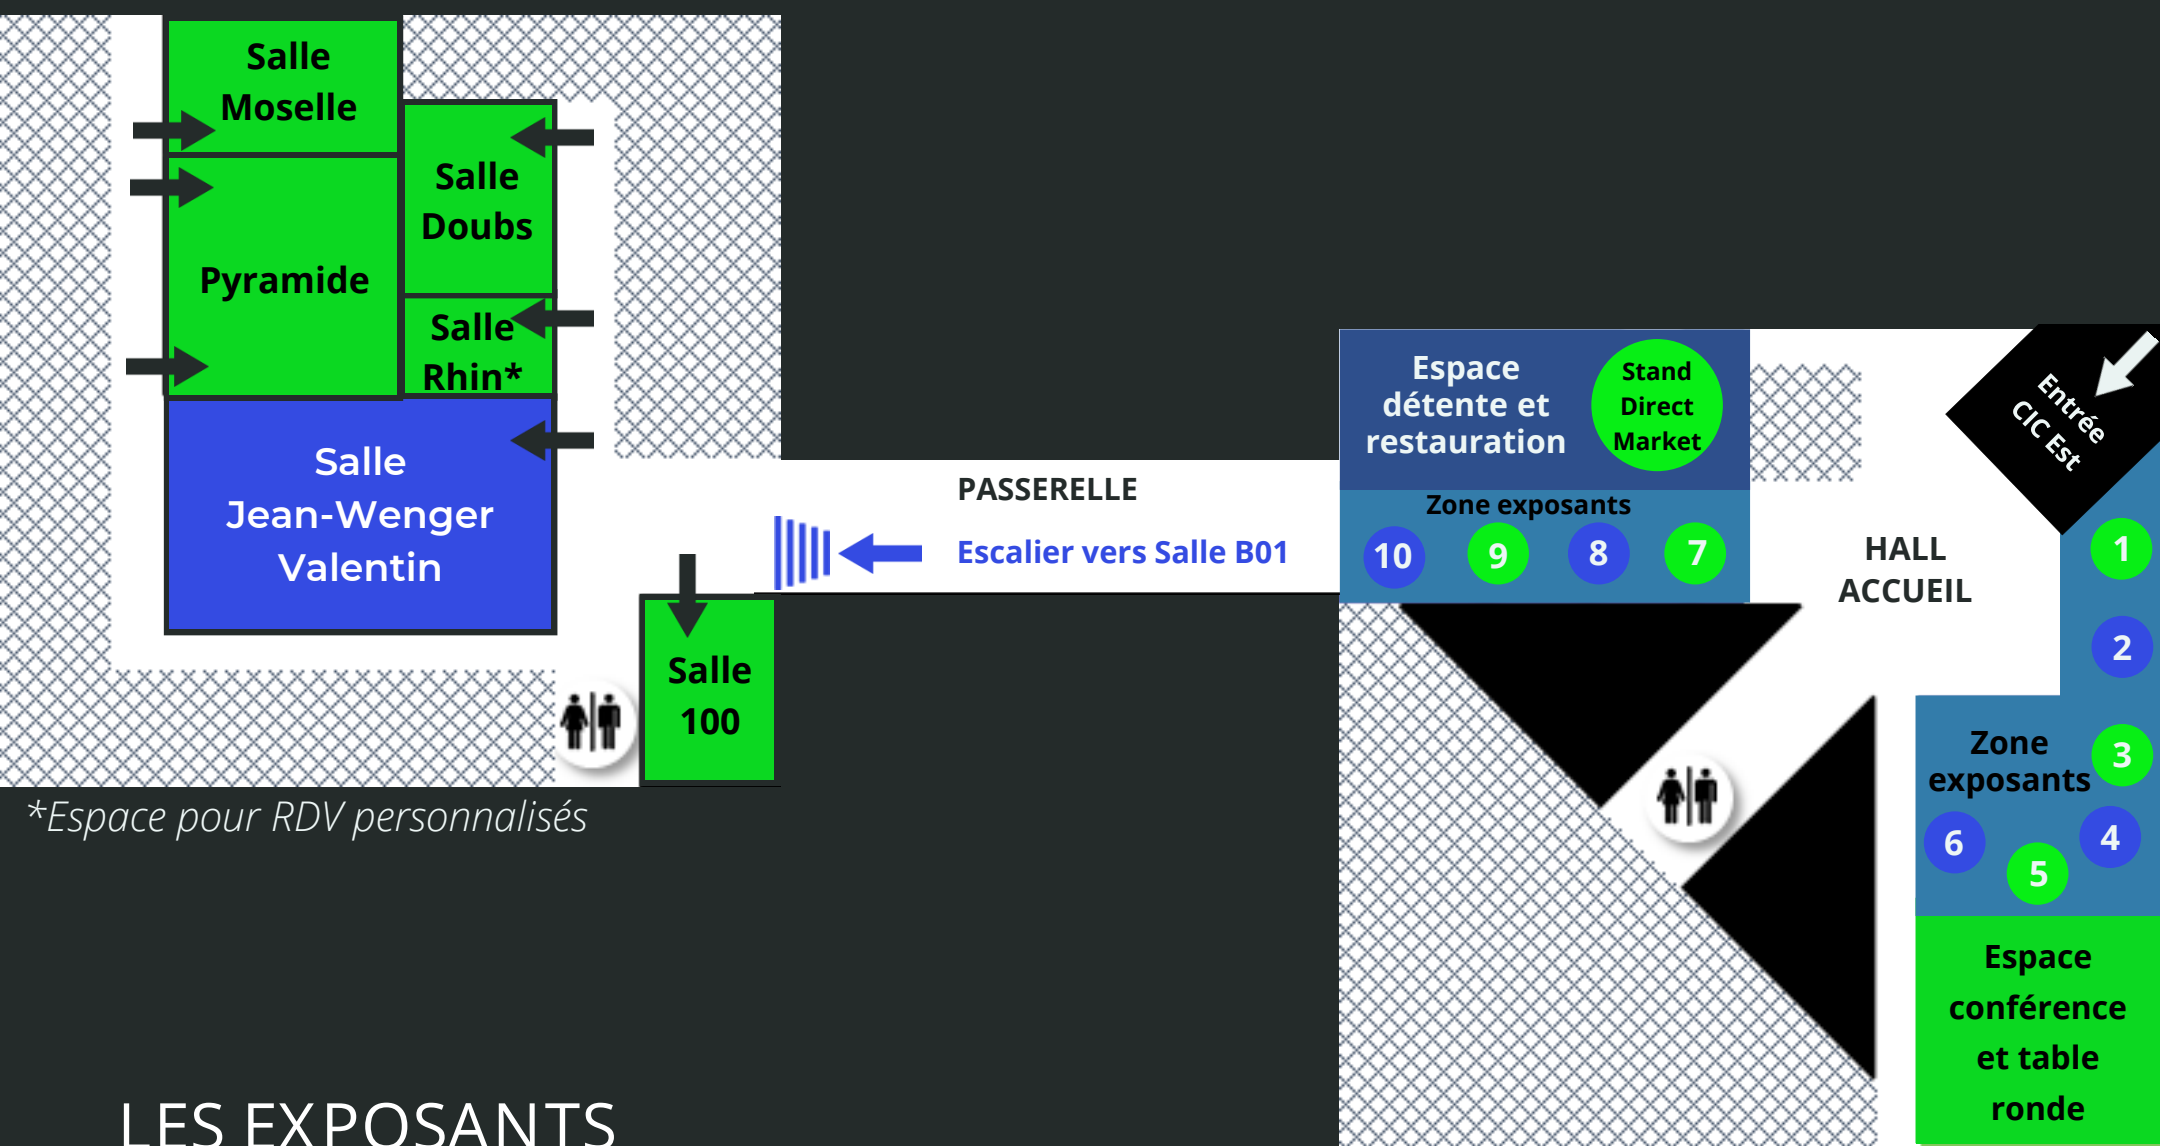 Salle
Moselle
Salle
Doubs
Pyramide
Salle
Rhin*
Salle
Jean-Wenger
Valentin
Salle
100
*Espace pour RDV personnalisés
PASSERELLE
Escalier vers Salle B01
Espace
détente et
restauration
Stand
Direct
Market
Zone exposants
10
9
8
7
HALL
ACCUEIL
Entrée
CIC Est
1
2
Zone
exposants
3
4
5
6
Espace
conférence
et table
ronde
LES EXPOSANTS